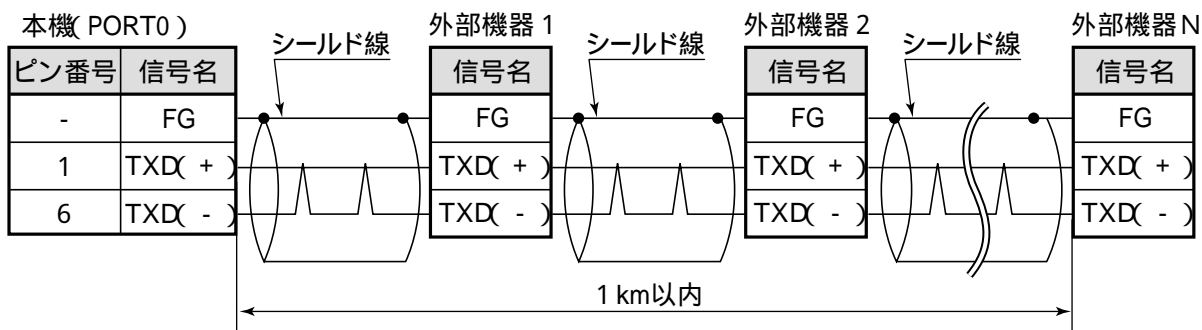 本機(PORT0) 外部機器1 外部機器2 外部機器N
シールド線 シールド線 シールド線
ピン番号 信号名 信号名 信号名 信号名
- FG FG FG FG
1 TXD(+) TXD(+) TXD(+) TXD(+)
6 TXD(-) TXD(-) TXD(-) TXD(-)
1km以内